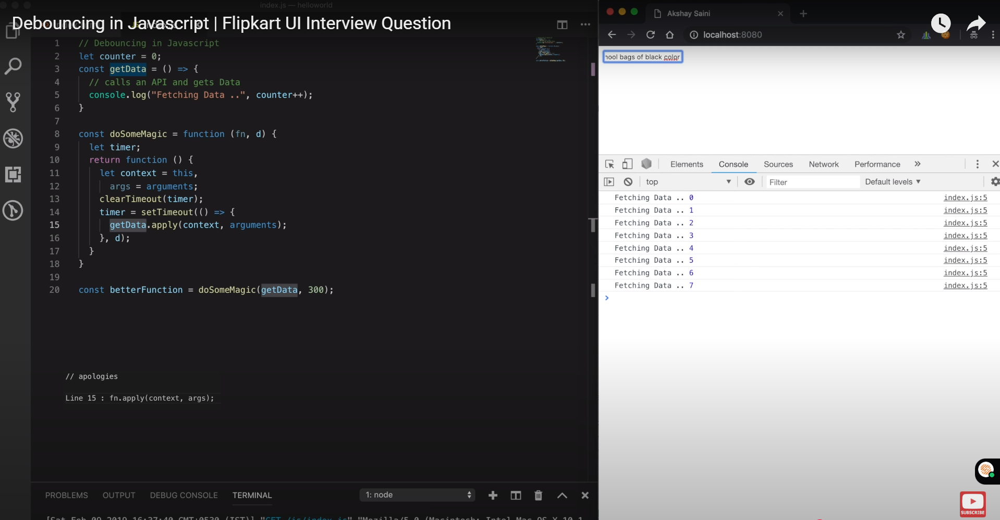 index.js — helloworld
Debouncing in Javascript | Flipkart UI Interview Question
1 // Debouncing in Javascript
2 let counter = 0;
3 const getData = () => {
4 // calls an API and gets Data
5 console.log("Fetching Data ..", counter++);
6 }
7
8 const doSomeMagic = function (fn, d) {
9 let timer;
10 return function () {
11 let context = this,
12 args = arguments;
13 clearTimeout(timer);
14 timer = setTimeout(() => {
15 getData.apply(context, arguments);
16 }, d);
17 }
18 }
19
20 const betterFunction = doSomeMagic(getData, 300);
// apologies
Line 15 : fn.apply(context, args);
PROBLEMS OUTPUT DEBUG CONSOLE TERMINAL 1: node
[Sat Feb 09 2019 16:37:40 GMT+0530 (IST)] "GET /js/index.js" "Mozilla/5.0 (Macintosh; Intel Mac OS X 10_1
Akshay Saini
localhost:8080
hool bags of black color
Elements Console Sources Network Performance »
top Filter Default levels
Fetching Data .. 0 index.js:5
Fetching Data .. 1 index.js:5
Fetching Data .. 2 index.js:5
Fetching Data .. 3 index.js:5
Fetching Data .. 4 index.js:5
Fetching Data .. 5 index.js:5
Fetching Data .. 6 index.js:5
Fetching Data .. 7 index.js:5
>
SUBSCRIBE